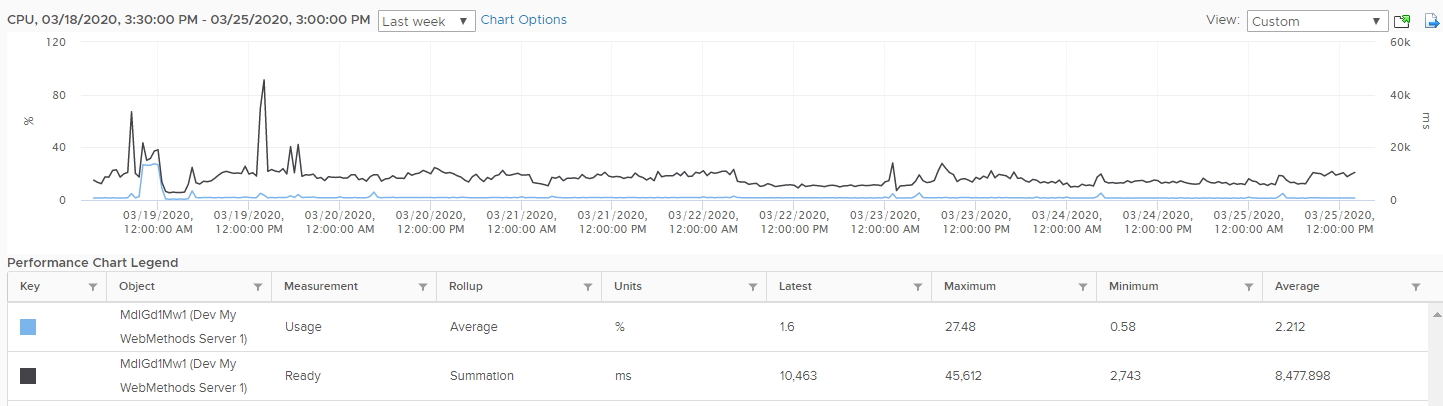 CPU, 03/18/2020, 3:30:00 PM - 03/25/2020, 3:00:00 PM Last week Chart Options View: Custom
120 60k
80 40k
40 20k
0 0
% ms
03/19/2020, 03/19/2020, 03/20/2020, 03/20/2020, 03/21/2020, 03/21/2020, 03/22/2020, 03/22/2020, 03/23/2020, 03/23/2020, 03/24/2020, 03/24/2020, 03/25/2020, 03/25/2020,
12:00:00 AM 12:00:00 PM 12:00:00 AM 12:00:00 PM 12:00:00 AM 12:00:00 PM 12:00:00 AM 12:00:00 PM 12:00:00 AM 12:00:00 PM 12:00:00 AM 12:00:00 PM 12:00:00 AM 12:00:00 PM
Performance Chart Legend
Key Object Measurement Rollup Units Latest Maximum Minimum Average
MdlGd1Mw1 (Dev My
WebMethods Server 1) Usage Average % 1.6 27.48 0.58 2.212
MdlGd1Mw1 (Dev My
WebMethods Server 1) Ready Summation ms 10,463 45,612 2,743 8,477.898